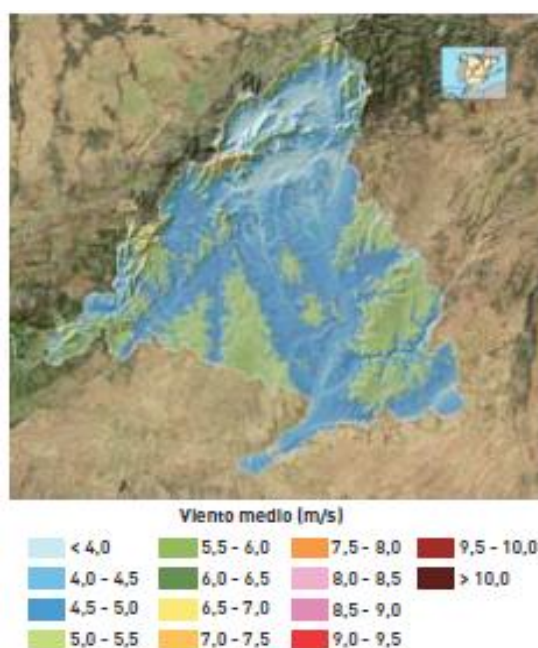 Viento medio (m/s)
< 4,0 5,5 - 6,0 7,5 - 8,0 9,5 - 10,0
4,0 - 4,5 6,0 - 6,5 8,0 - 8,5 > 10,0
4,5 - 5,0 6,5 - 7,0 8,5 - 9,0
5,0 - 5,5 7,0 - 7,5 9,0 - 9,5